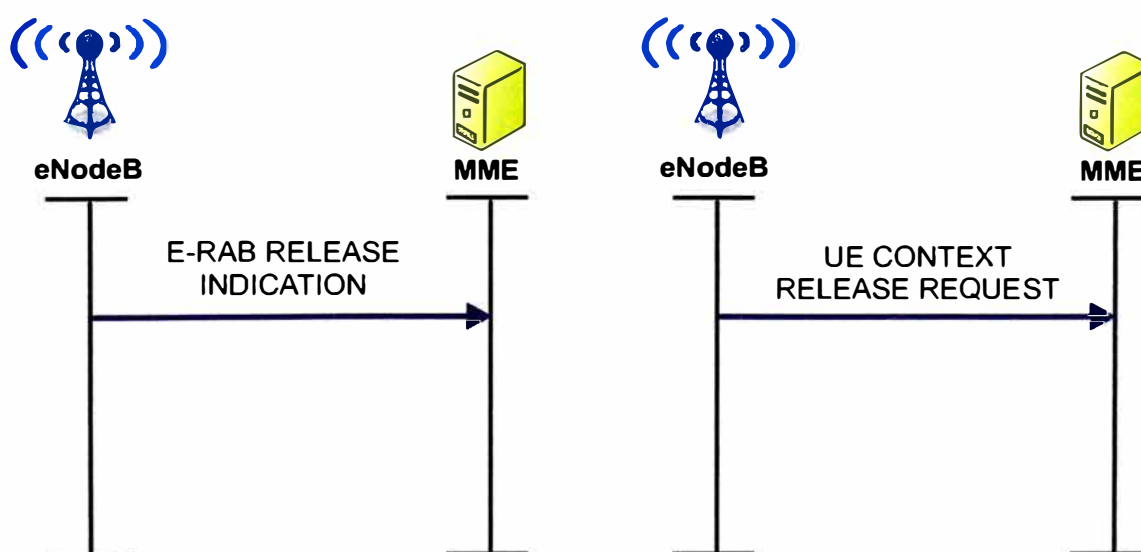 eNodeB
MME
E-RAB RELEASE
INDICATION
eNodeB
MME
UE CONTEXT
RELEASE REQUEST